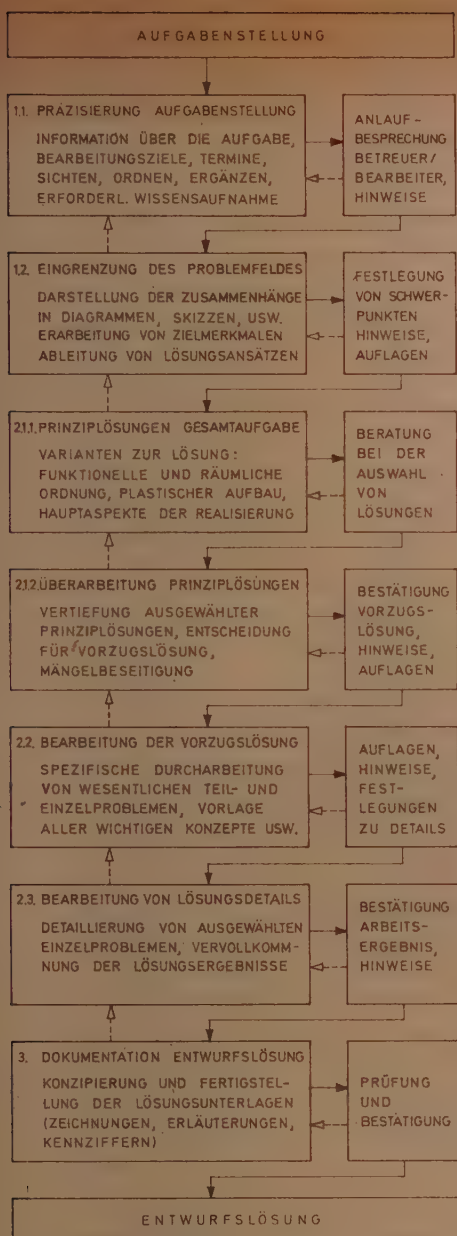 AUFGABENSTELLUNG
1.1. PRÄZISIERUNG AUFGABENSTELLUNG
INFORMATION ÜBER DIE AUFGABE,
BEARBEITUNGSZIELE, TERMINE,
SICHTEN, ORDNEN, ERGÄNZEN,
ERFORDERL. WISSENSAUFNAHME
ANLAUF-
BESPRECHUNG
BETREUER/
BEARBEITER,
HINWEISE
1.2. EINGRENZUNG DES PROBLEMFELDES
DARSTELLUNG DER ZUSAMMENHÄNGE
IN DIAGRAMMEN, SKIZZEN, USW.
ERARBEITUNG VON ZIELMERKMALEN
ABLEITUNG VON LÖSUNGSANSÄTZEN
FESTLEGUNG
VON SCHWER-
PUNKTEN
HINWEISE,
AUFLAGEN
2.1.1. PRINZIPLÖSUNGEN GESAMTAUFGABE
VARIANTEN ZUR LÖSUNG:
FUNKTIONELLE UND RÄUMLICHE
ORDNUNG, PLASTISCHER AUFBAU,
HAUPTASPEKTE DER REALISIERUNG
BERATUNG
BEI DER
AUSWAHL
VON
LÖSUNGEN
2.1.2. ÜBERARBEITUNG PRINZIPLÖSUNGEN
VERTIEFUNG AUSGEWÄHLTER
PRINZIPLÖSUNGEN, ENTSCHEIDUNG
FÜR VORZUGSLÖSUNG,
MÄNGELBESEITIGUNG
BESTÄTIGUNG
VORZUGS-
LÖSUNG,
HINWEISE,
AUFLAGEN
2.2. BEARBEITUNG DER VORZUGSLÖSUNG
SPEZIFISCHE DURCHARBEITUNG
VON WESENTLICHEN TEIL- UND
EINZELPROBLEMEN, VORLAGE
ALLER WICHTIGEN KONZEPTE USW.
AUFLAGEN,
HINWEISE,
FEST-
LEGUNGEN
ZU DETAILS
2.3. BEARBEITUNG VON LÖSUNGSDETAILS
DETAILLIERUNG VON AUSGEWÄHLTEN
EINZELPROBLEMEN, VERVOLLKOMM-
NUNG DER LÖSUNGSERGEBNISSE
BESTÄTIGUNG
ARBEITS-
ERGEBNIS,
HINWEISE
3. DOKUMENTATION ENTWURFSLÖSUNG
KONZIPIERUNG UND FERTIGSTEL-
LUNG DER LÖSUNGSUNTERLAGEN
(ZEICHNUNGEN, ERLÄUTERUNGEN,
KENNZIFFERN)
PRÜFUNG
UND
BESTÄTIGUNG
ENTWURFSLÖSUNG